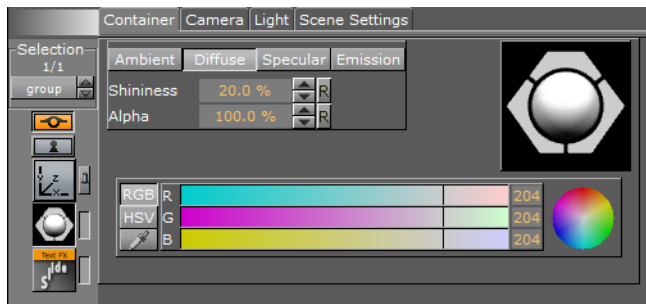 Container Camera Light Scene Settings
Selection
1/1
group
Ambient Diffuse Specular Emission
Shininess 20.0 % R
Alpha 100.0 % R
y z x
RGB R 204
HSV G 204
B 204
Text FX
Slide